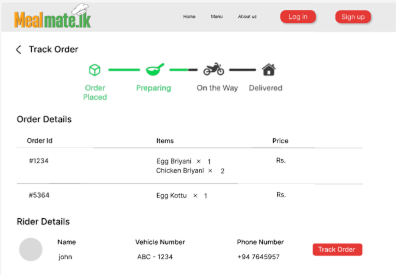 Mealmate.lk
Home Menu About us Log in Sign up
Track Order
Order Placed Preparing On the Way Delivered
Order Details
Order Id Items Price
#1234 Egg Briyani × 1 Rs.
Chicken Briyani × 2
#5364 Egg Kottu × 1 Rs.
Rider Details
Name Vehicle Number Phone Number
john ABC - 1234 +94 7645957
Track Order